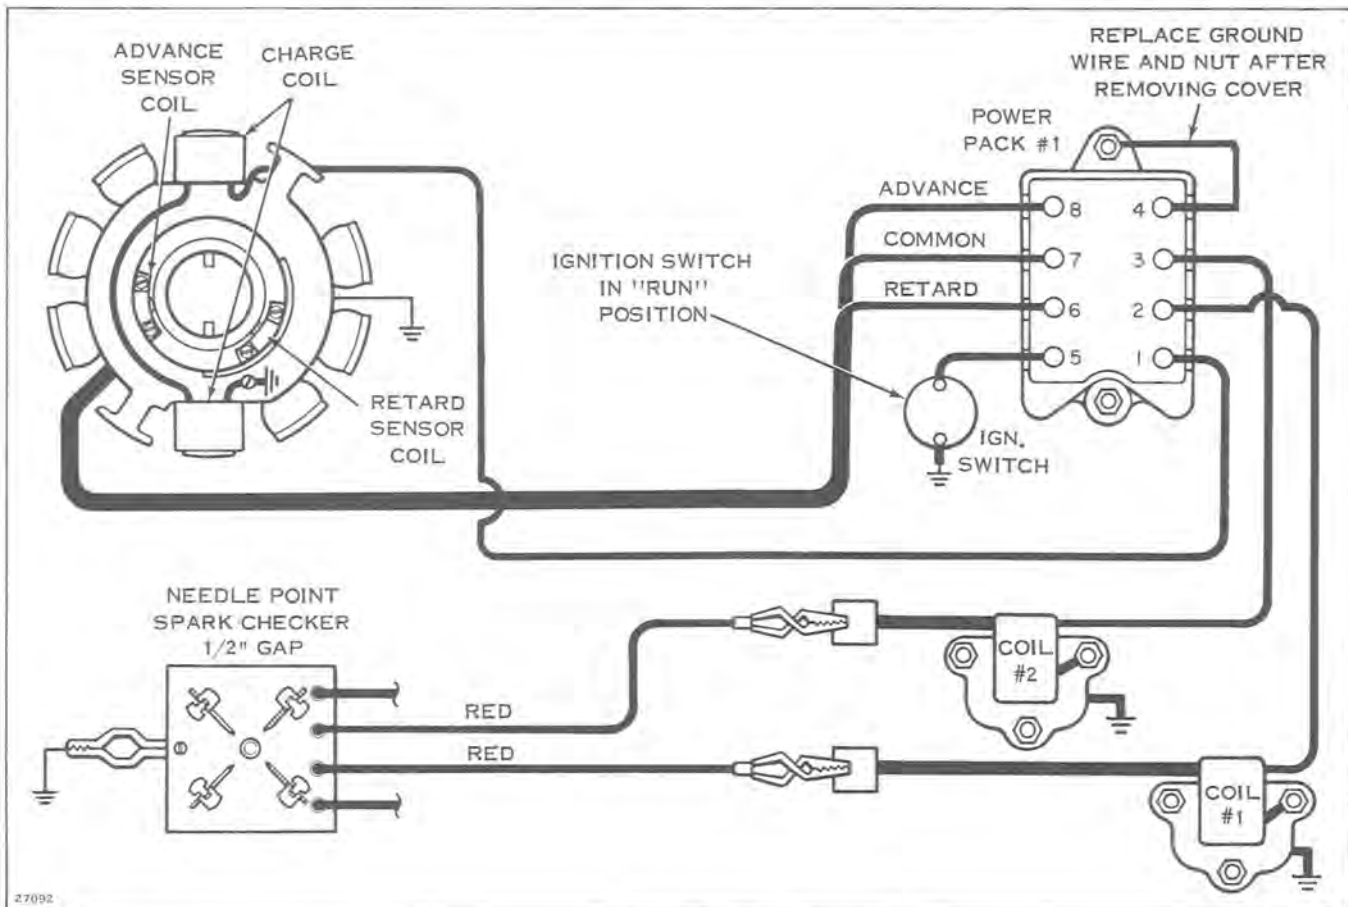 ADVANCE
SENSOR
COIL
CHARGE
COIL
REPLACE GROUND
WIRE AND NUT AFTER
REMOVING COVER
POWER
PACK #1
ADVANCE
COMMON
RETARD
8
7
6
5
4
3
2
1
IGNITION SWITCH
IN "RUN"
POSITION
IGN.
SWITCH
RETARD
SENSOR
COIL
NEEDLE POINT
SPARK CHECKER
1/2" GAP
RED
RED
COIL
#2
COIL
#1
27092